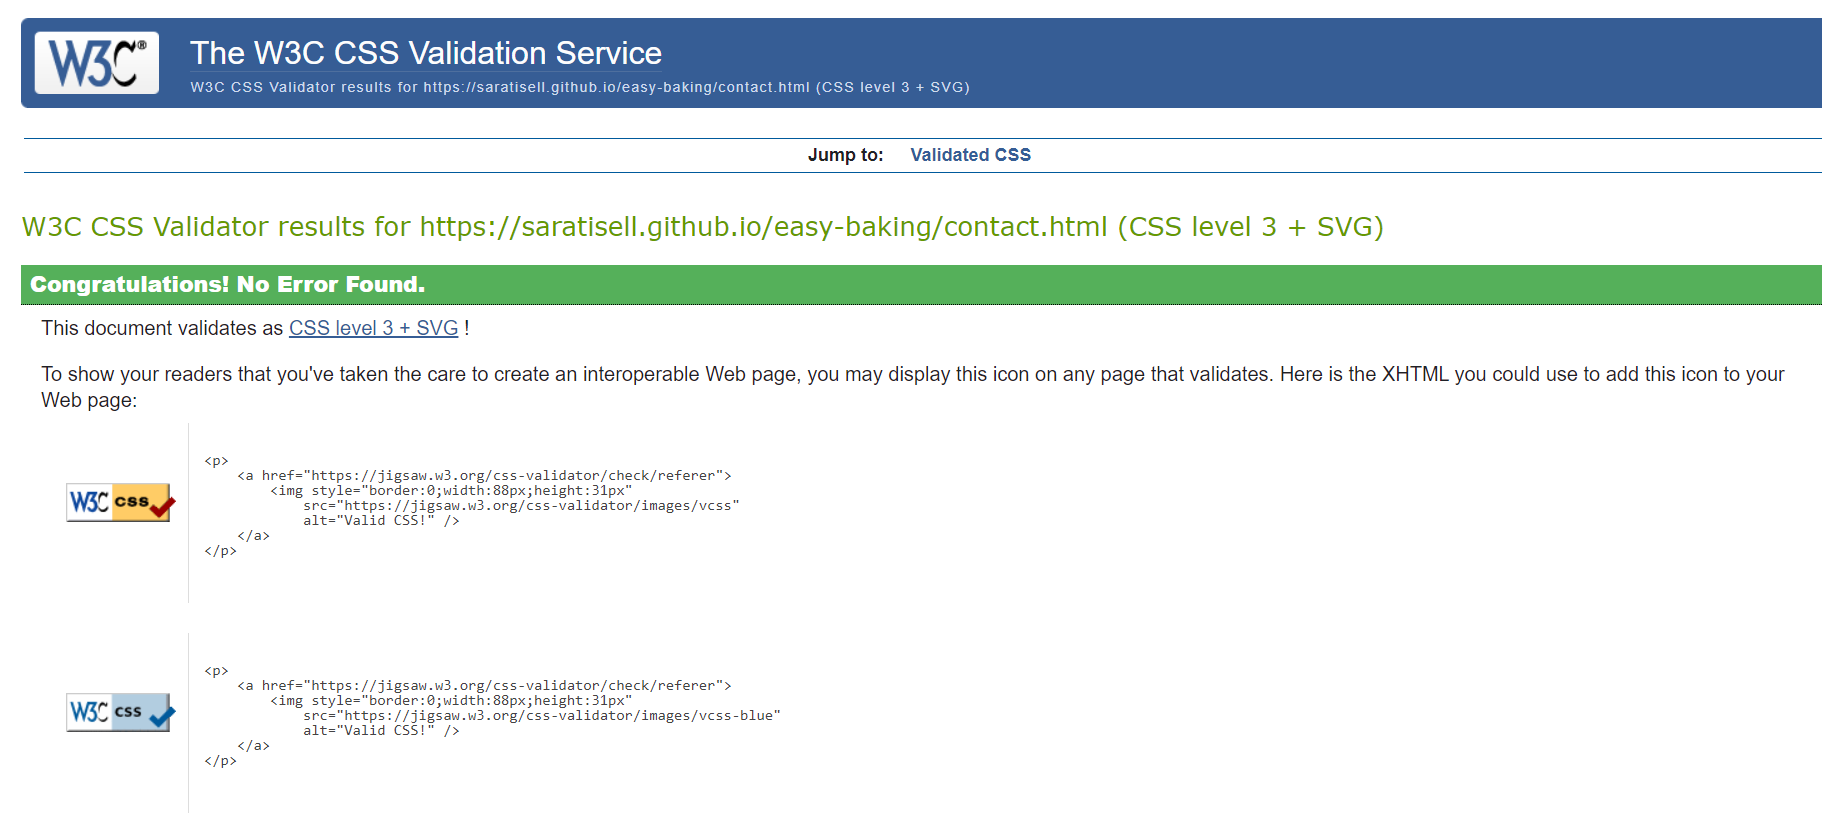 W3C®
The W3C CSS Validation Service
W3C CSS Validator results for https://saratisell.github.io/easy-baking/contact.html (CSS level 3 + SVG)
Jump to: Validated CSS
W3C CSS Validator results for https://saratisell.github.io/easy-baking/contact.html (CSS level 3 + SVG)
Congratulations! No Error Found.
This document validates as CSS level 3 + SVG !
To show your readers that you've taken the care to create an interoperable Web page, you may display this icon on any page that validates. Here is the XHTML you could use to add this icon to your
Web page:
W3C css
<p>
<a href="https://jigsaw.w3.org/css-validator/check/referer">
<img style="border:0;width:88px;height:31px"
src="https://jigsaw.w3.org/css-validator/images/vcss"
alt="Valid CSS!" />
</a>
</p>
W3C css
<p>
<a href="https://jigsaw.w3.org/css-validator/check/referer">
<img style="border:0;width:88px;height:31px"
src="https://jigsaw.w3.org/css-validator/images/vcss-blue"
alt="Valid CSS!" />
</a>
</p>